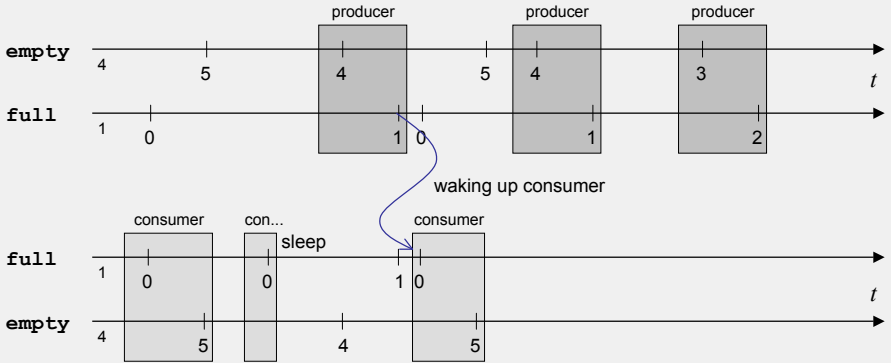 producer producer producer
empty 4 5 4 5 4 3 t
full 1 0 1 0 1 2
waking up consumer
consumer con... consumer
sleep
full 1 0 0 1 0
empty 4 5 4 5 t